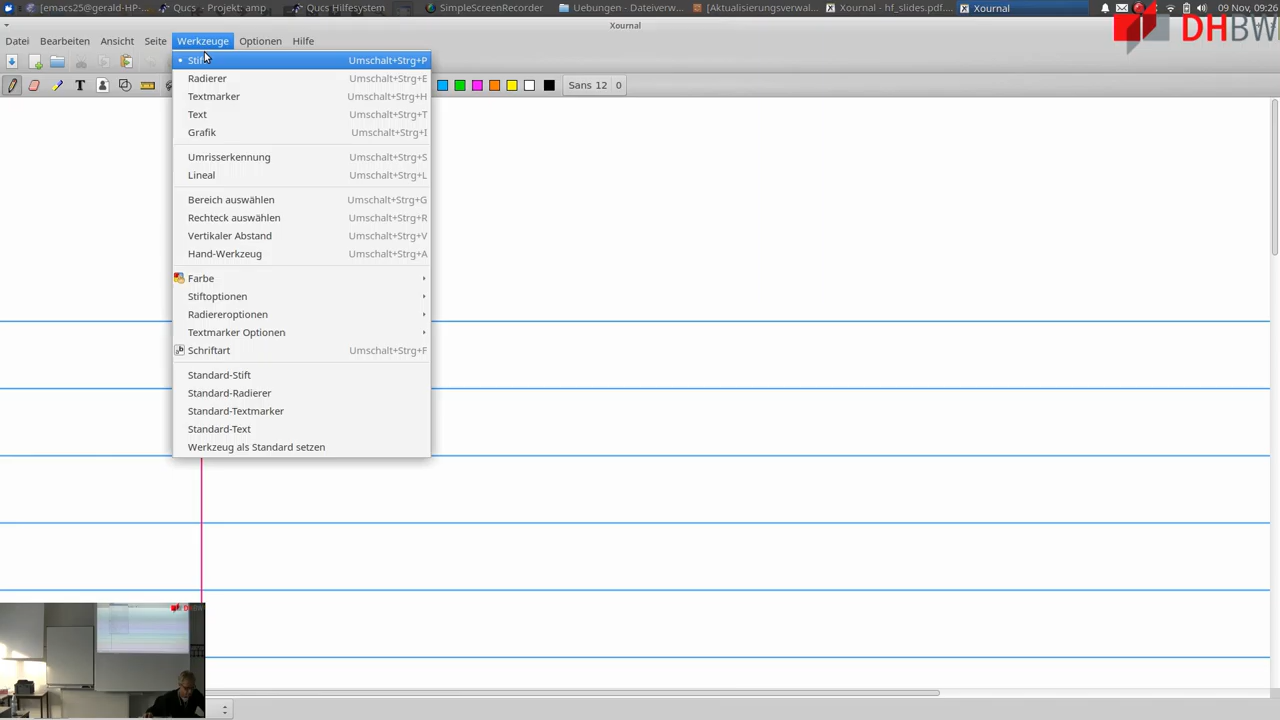 [emacs25@gerald-HP-... Qucs - Projekt: amp Qucs Hilfesystem SimpleScreenRecorder Uebungen - Dateiverw... [Aktualisierungsverwal... Xournal - hf_slides.pdf... Xournal 09 Nov, 09:26
Xournal
DHBW
Datei Bearbeiten Ansicht Seite Werkzeuge Optionen Hilfe
Stift Umschalt+Strg+P
Radierer Umschalt+Strg+E
T Sans 12 0
Textmarker Umschalt+Strg+H
Text Umschalt+Strg+T
Grafik Umschalt+Strg+I
Umrisserkennung Umschalt+Strg+S
Lineal Umschalt+Strg+L
Bereich auswählen Umschalt+Strg+G
Rechteck auswählen Umschalt+Strg+R
Vertikaler Abstand Umschalt+Strg+V
Hand-Werkzeug Umschalt+Strg+A
Farbe
Stiftoptionen
Radiereroptionen
Textmarker Optionen
Schriftart Umschalt+Strg+F
Standard-Stift
Standard-Radierer
Standard-Textmarker
Standard-Text
Werkzeug als Standard setzen